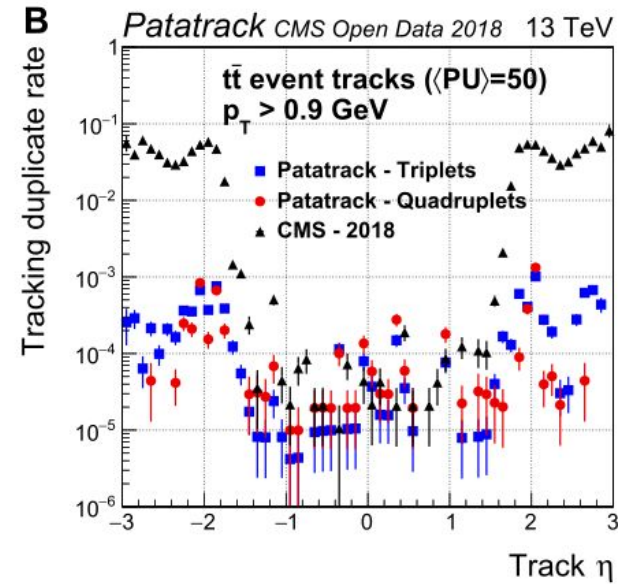 B
Patatrack CMS Open Data 2018 13 TeV
tt̄ event tracks (⟨PU⟩=50)
p_T > 0.9 GeV
Patatrack - Triplets
Patatrack - Quadruplets
CMS - 2018
Tracking duplicate rate
1
10⁻¹
10⁻²
10⁻³
10⁻⁴
10⁻⁵
10⁻⁶
−3 −2 −1 0 1 2 3
Track η